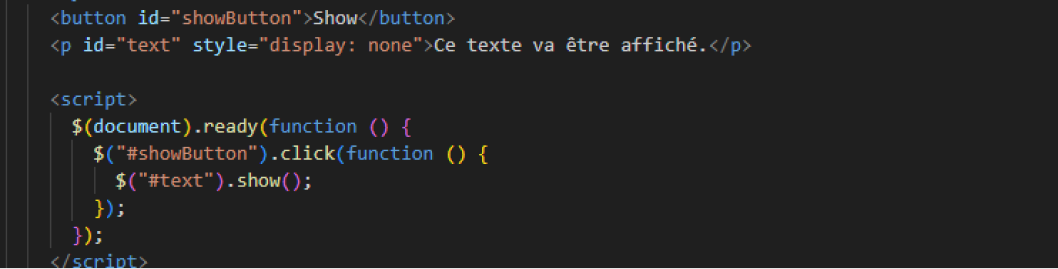 <button id="showButton">Show</button>
<p id="text" style="display: none">Ce texte va être affiché.</p>
<script>
$(document).ready(function () {
$("#showButton").click(function () {
$("#text").show();
});
});
</script>